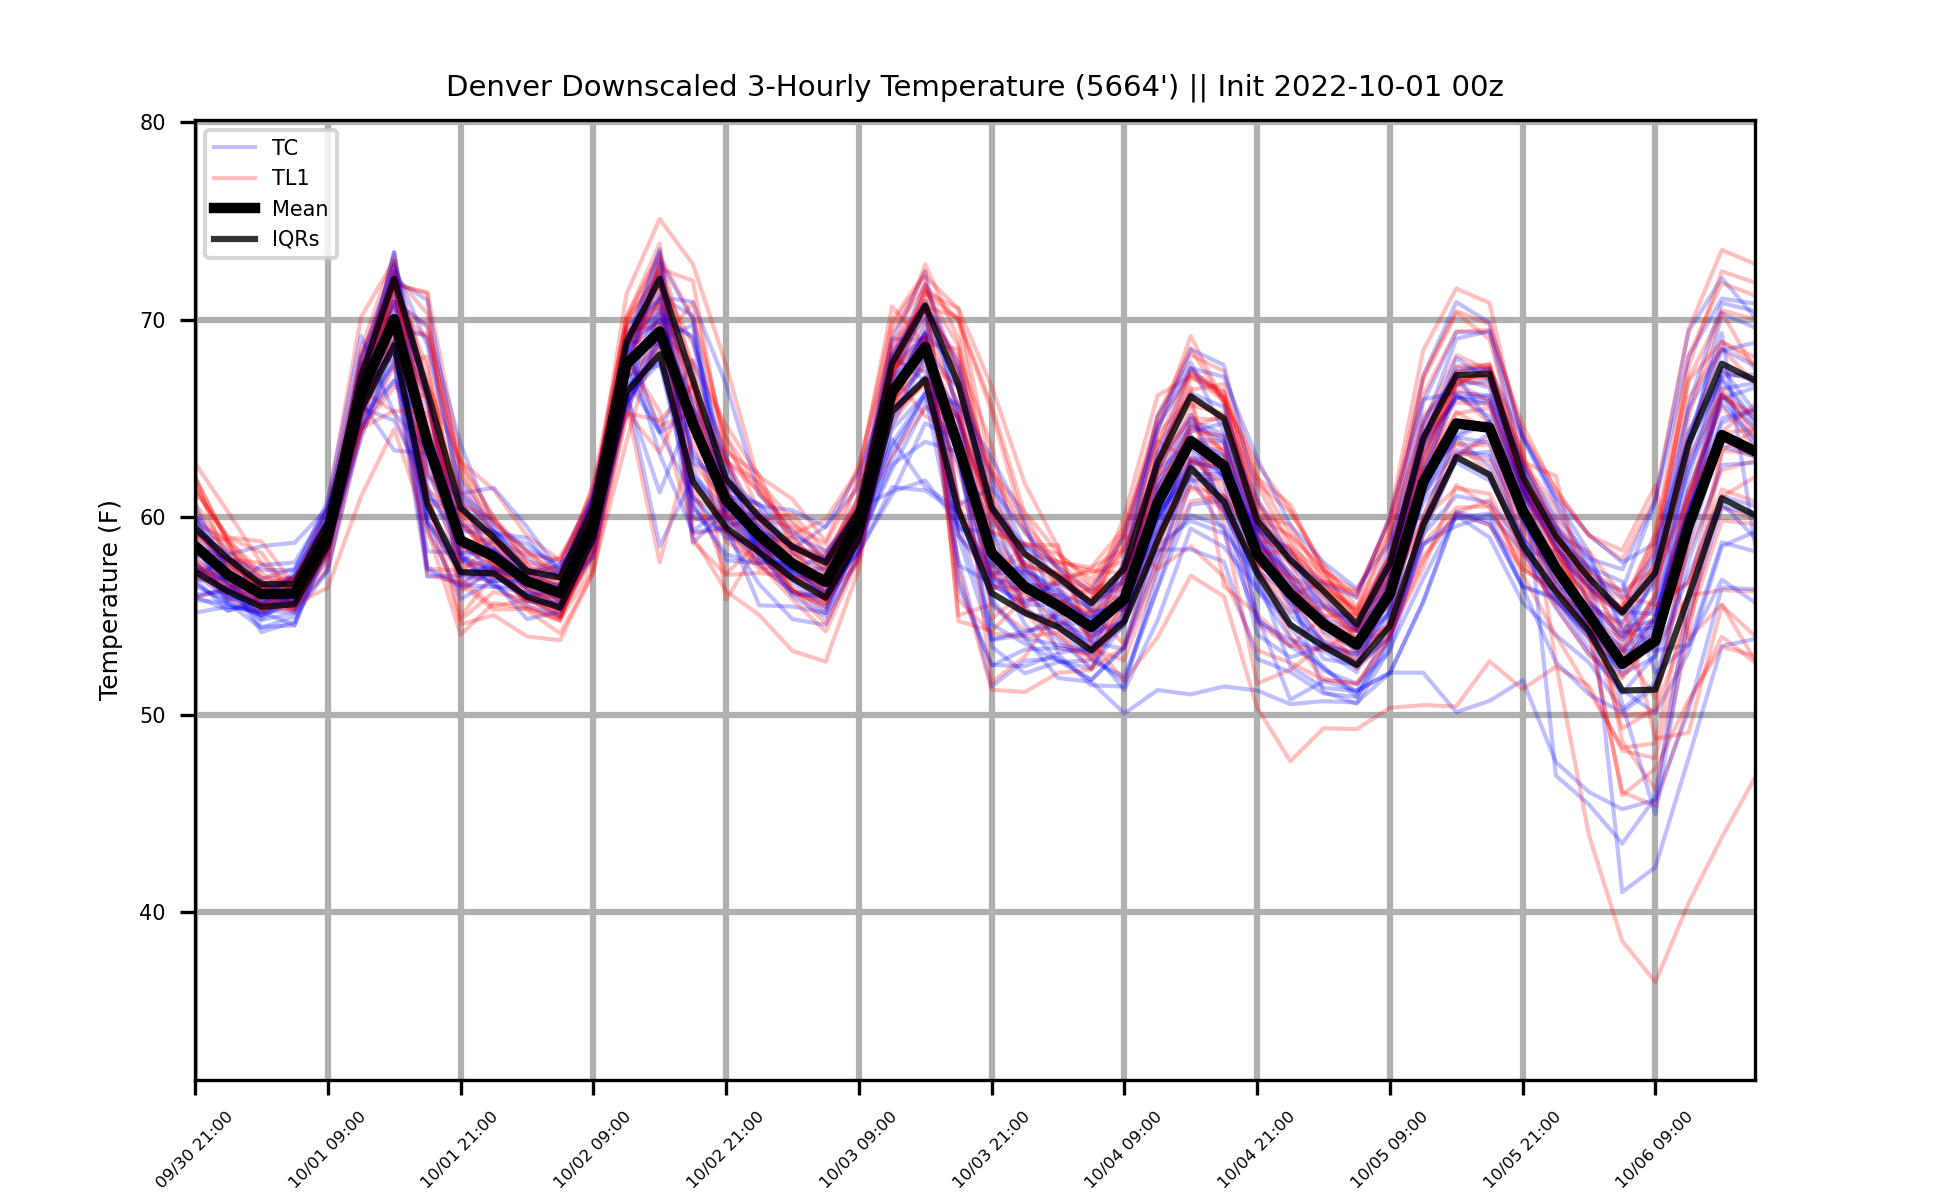 Denver Downscaled 3-Hourly Temperature (5664') || Init 2022-10-01 00z
80
70
60
50
40
Temperature (F)
TC
TL1
Mean
IQRs
09/30 21:00
10/01 09:00
10/01 21:00
10/02 09:00
10/02 21:00
10/03 09:00
10/03 21:00
10/04 09:00
10/04 21:00
10/05 09:00
10/05 21:00
10/06 09:00